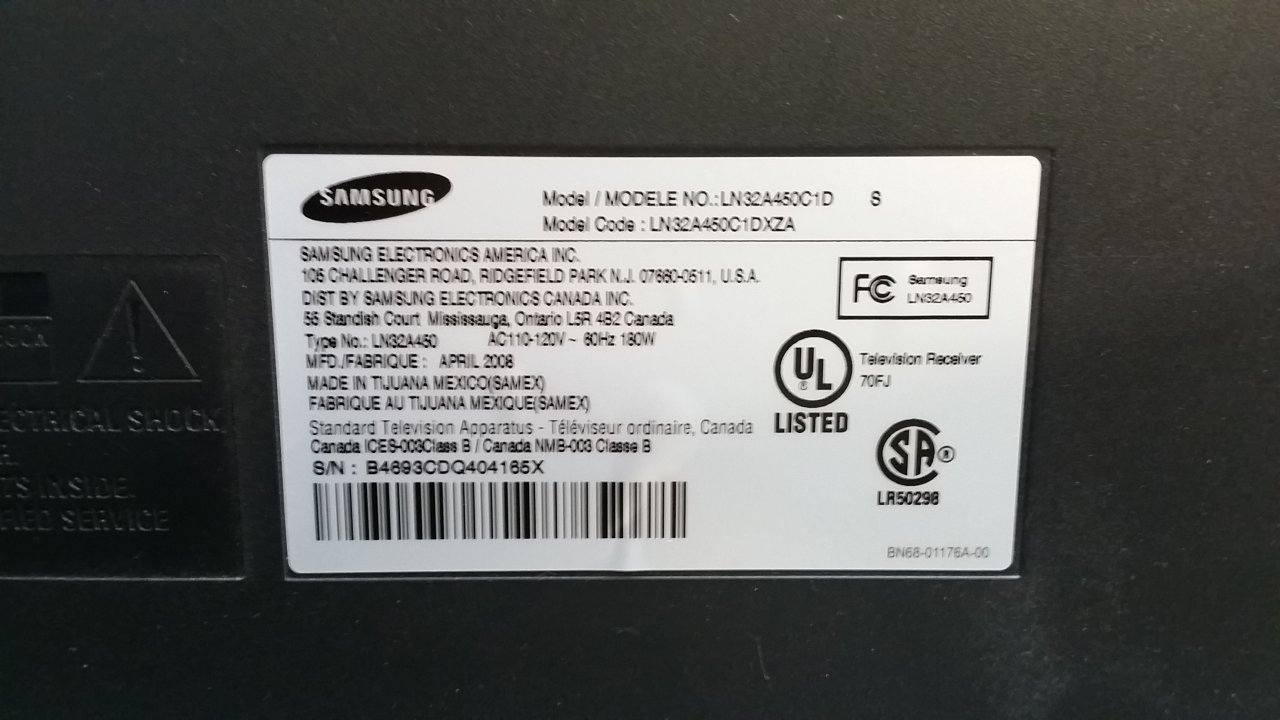 SAMSUNG
Model / MODELE NO.: LN32A450C1D S
Model Code : LN32A450C1DXZA
SAMSUNG ELECTRONICS AMERICA INC.
105 CHALLENGER ROAD, RIDGEFIELD PARK N.J. 07660-0511, U.S.A.
DIST BY SAMSUNG ELECTRONICS CANADA INC.
55 Standish Court Mississauga, Ontario L5R 4B2 Canada
Type No.: LN32A450 AC110-120V ~ 60Hz 180W
MFD./FABRIQUE : APRIL 2008
MADE IN TIJUANA MEXICO(SAMEX)
FABRIQUE AU TIJUANA MEXIQUE(SAMEX)
Standard Television Apparatus - Téléviseur ordinaire, Canada
Canada ICES-003Class B / Canada NMB-003 Classe B
S/N : B4693CDQ404165X
FC Samsung
LN32A450
UL ® Television Receiver
70FJ
LISTED
SA ®
LR50298
BN68-01176A-00
OCK
ECTRICAL SHOCK,
R.
TS INSIDE.
FIED SERVICE